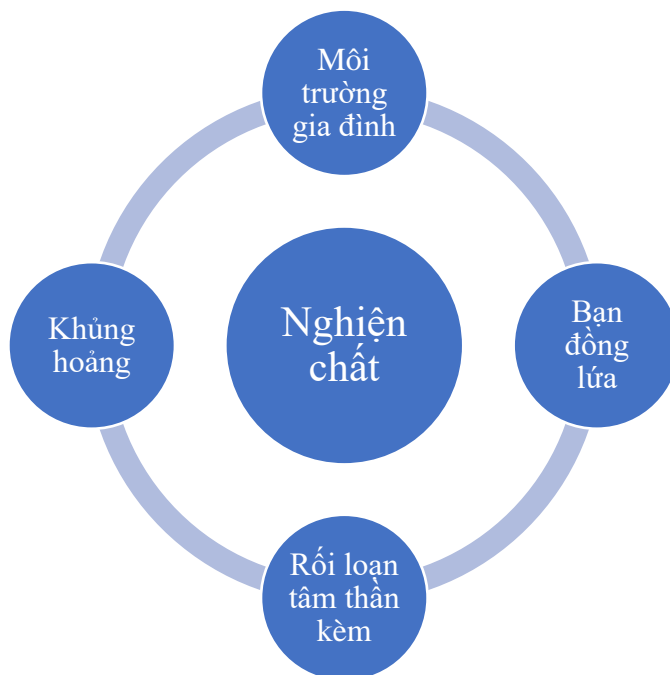 Môi
trường
gia đình
Khủng
hoảng
Nghiện
chất
Bạn
đồng
lứa
Rối loạn
tâm thần
kèm